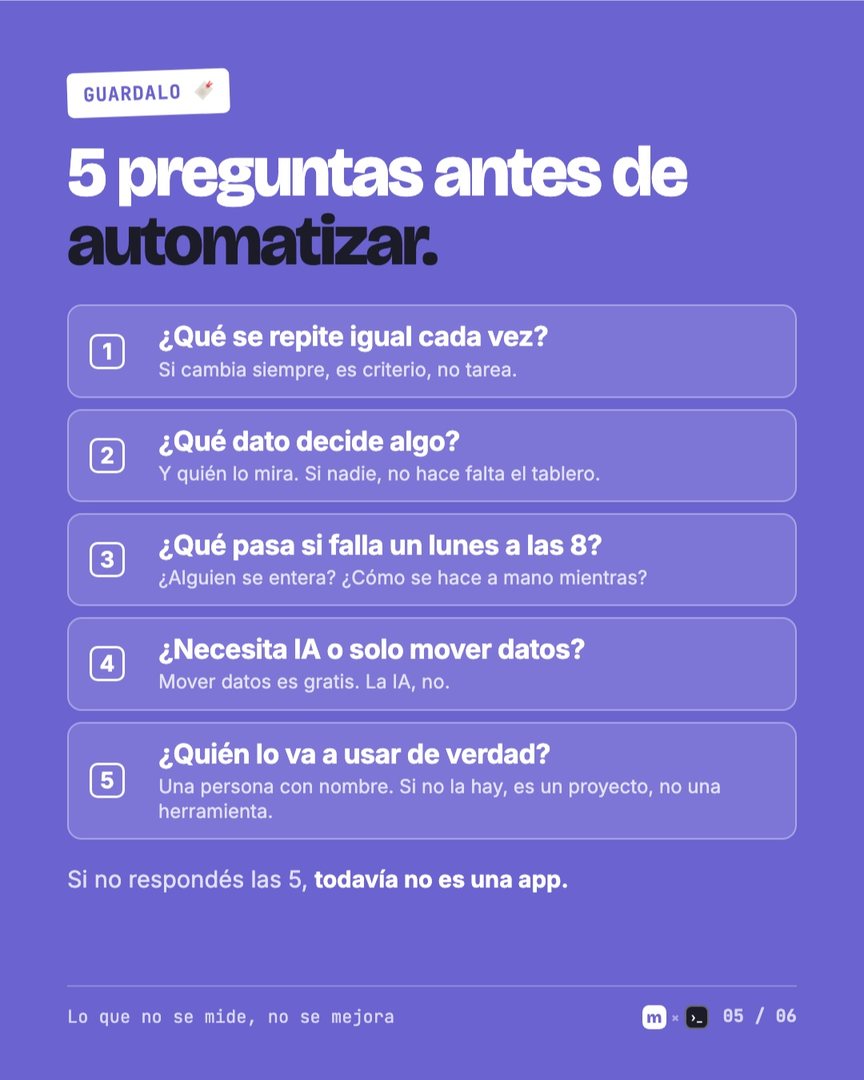 GUARDALO
5 preguntas antes de
automatizar.
1
¿Qué se repite igual cada vez?
Si cambia siempre, es criterio, no tarea.
2
¿Qué dato decide algo?
Y quién lo mira. Si nadie, no hace falta el tablero.
3
¿Qué pasa si falla un lunes a las 8?
¿Alguien se entera? ¿Cómo se hace a mano mientras?
4
¿Necesita IA o solo mover datos?
Mover datos es gratis. La IA, no.
5
¿Quién lo va a usar de verdad?
Una persona con nombre. Si no la hay, es un proyecto, no una
herramienta.
Si no respondés las 5, todavía no es una app.
Lo que no se mide, no se mejora
m × ›_ 05 / 06